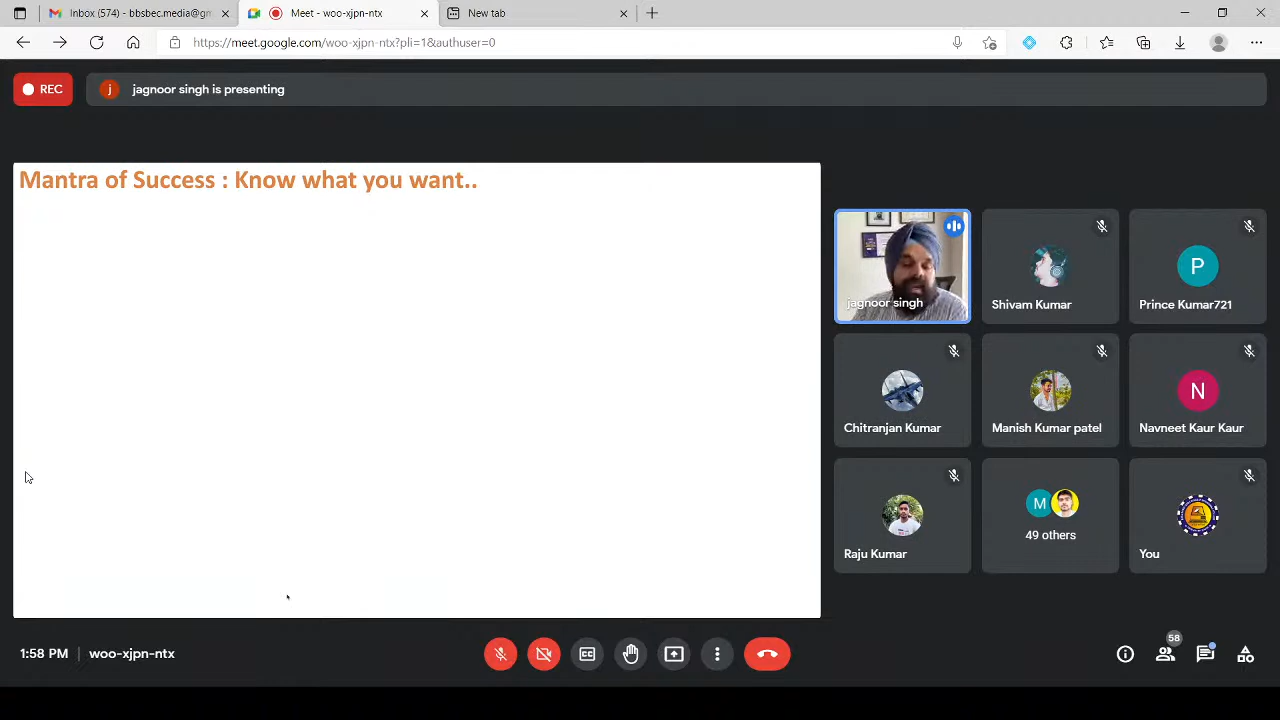 Inbox (574) - bbsbec.media@gm
Meet - woo-xjpn-ntx
New tab
https://meet.google.com/woo-xjpn-ntx?pli=1&authuser=0
REC
j
jagnoor singh is presenting
Mantra of Success : Know what you want..
jagnoor singh
Shivam Kumar
P
Prince Kumar721
Chitranjan Kumar
Manish Kumar patel
N
Navneet Kaur Kaur
Raju Kumar
M
49 others
You
1:58 PM
woo-xjpn-ntx
58